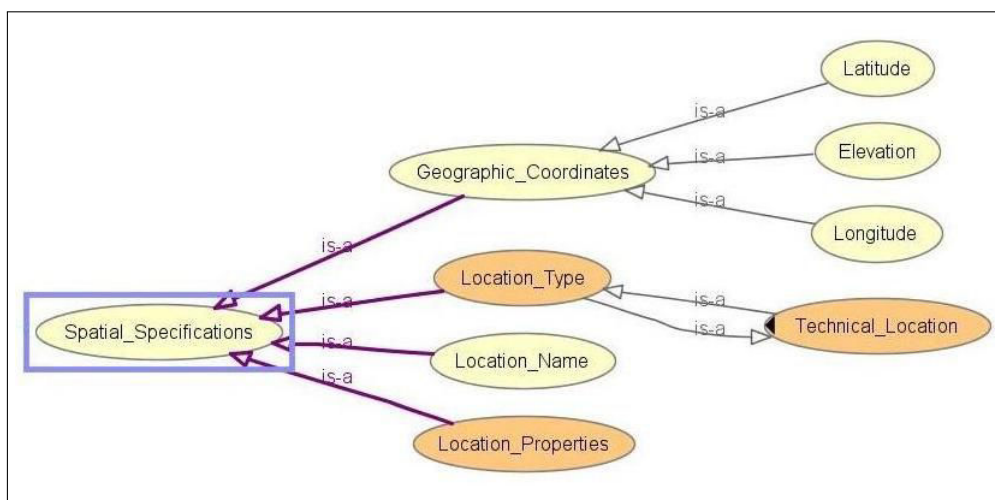 Latitude
is-a
Elevation
is-a
Geographic_Coordinates
is-a
Longitude
is-a
Location_Type
is-a
is-a
Technical_Location
is-a
Spatial_Specifications
is-a
Location_Name
is-a
Location_Properties